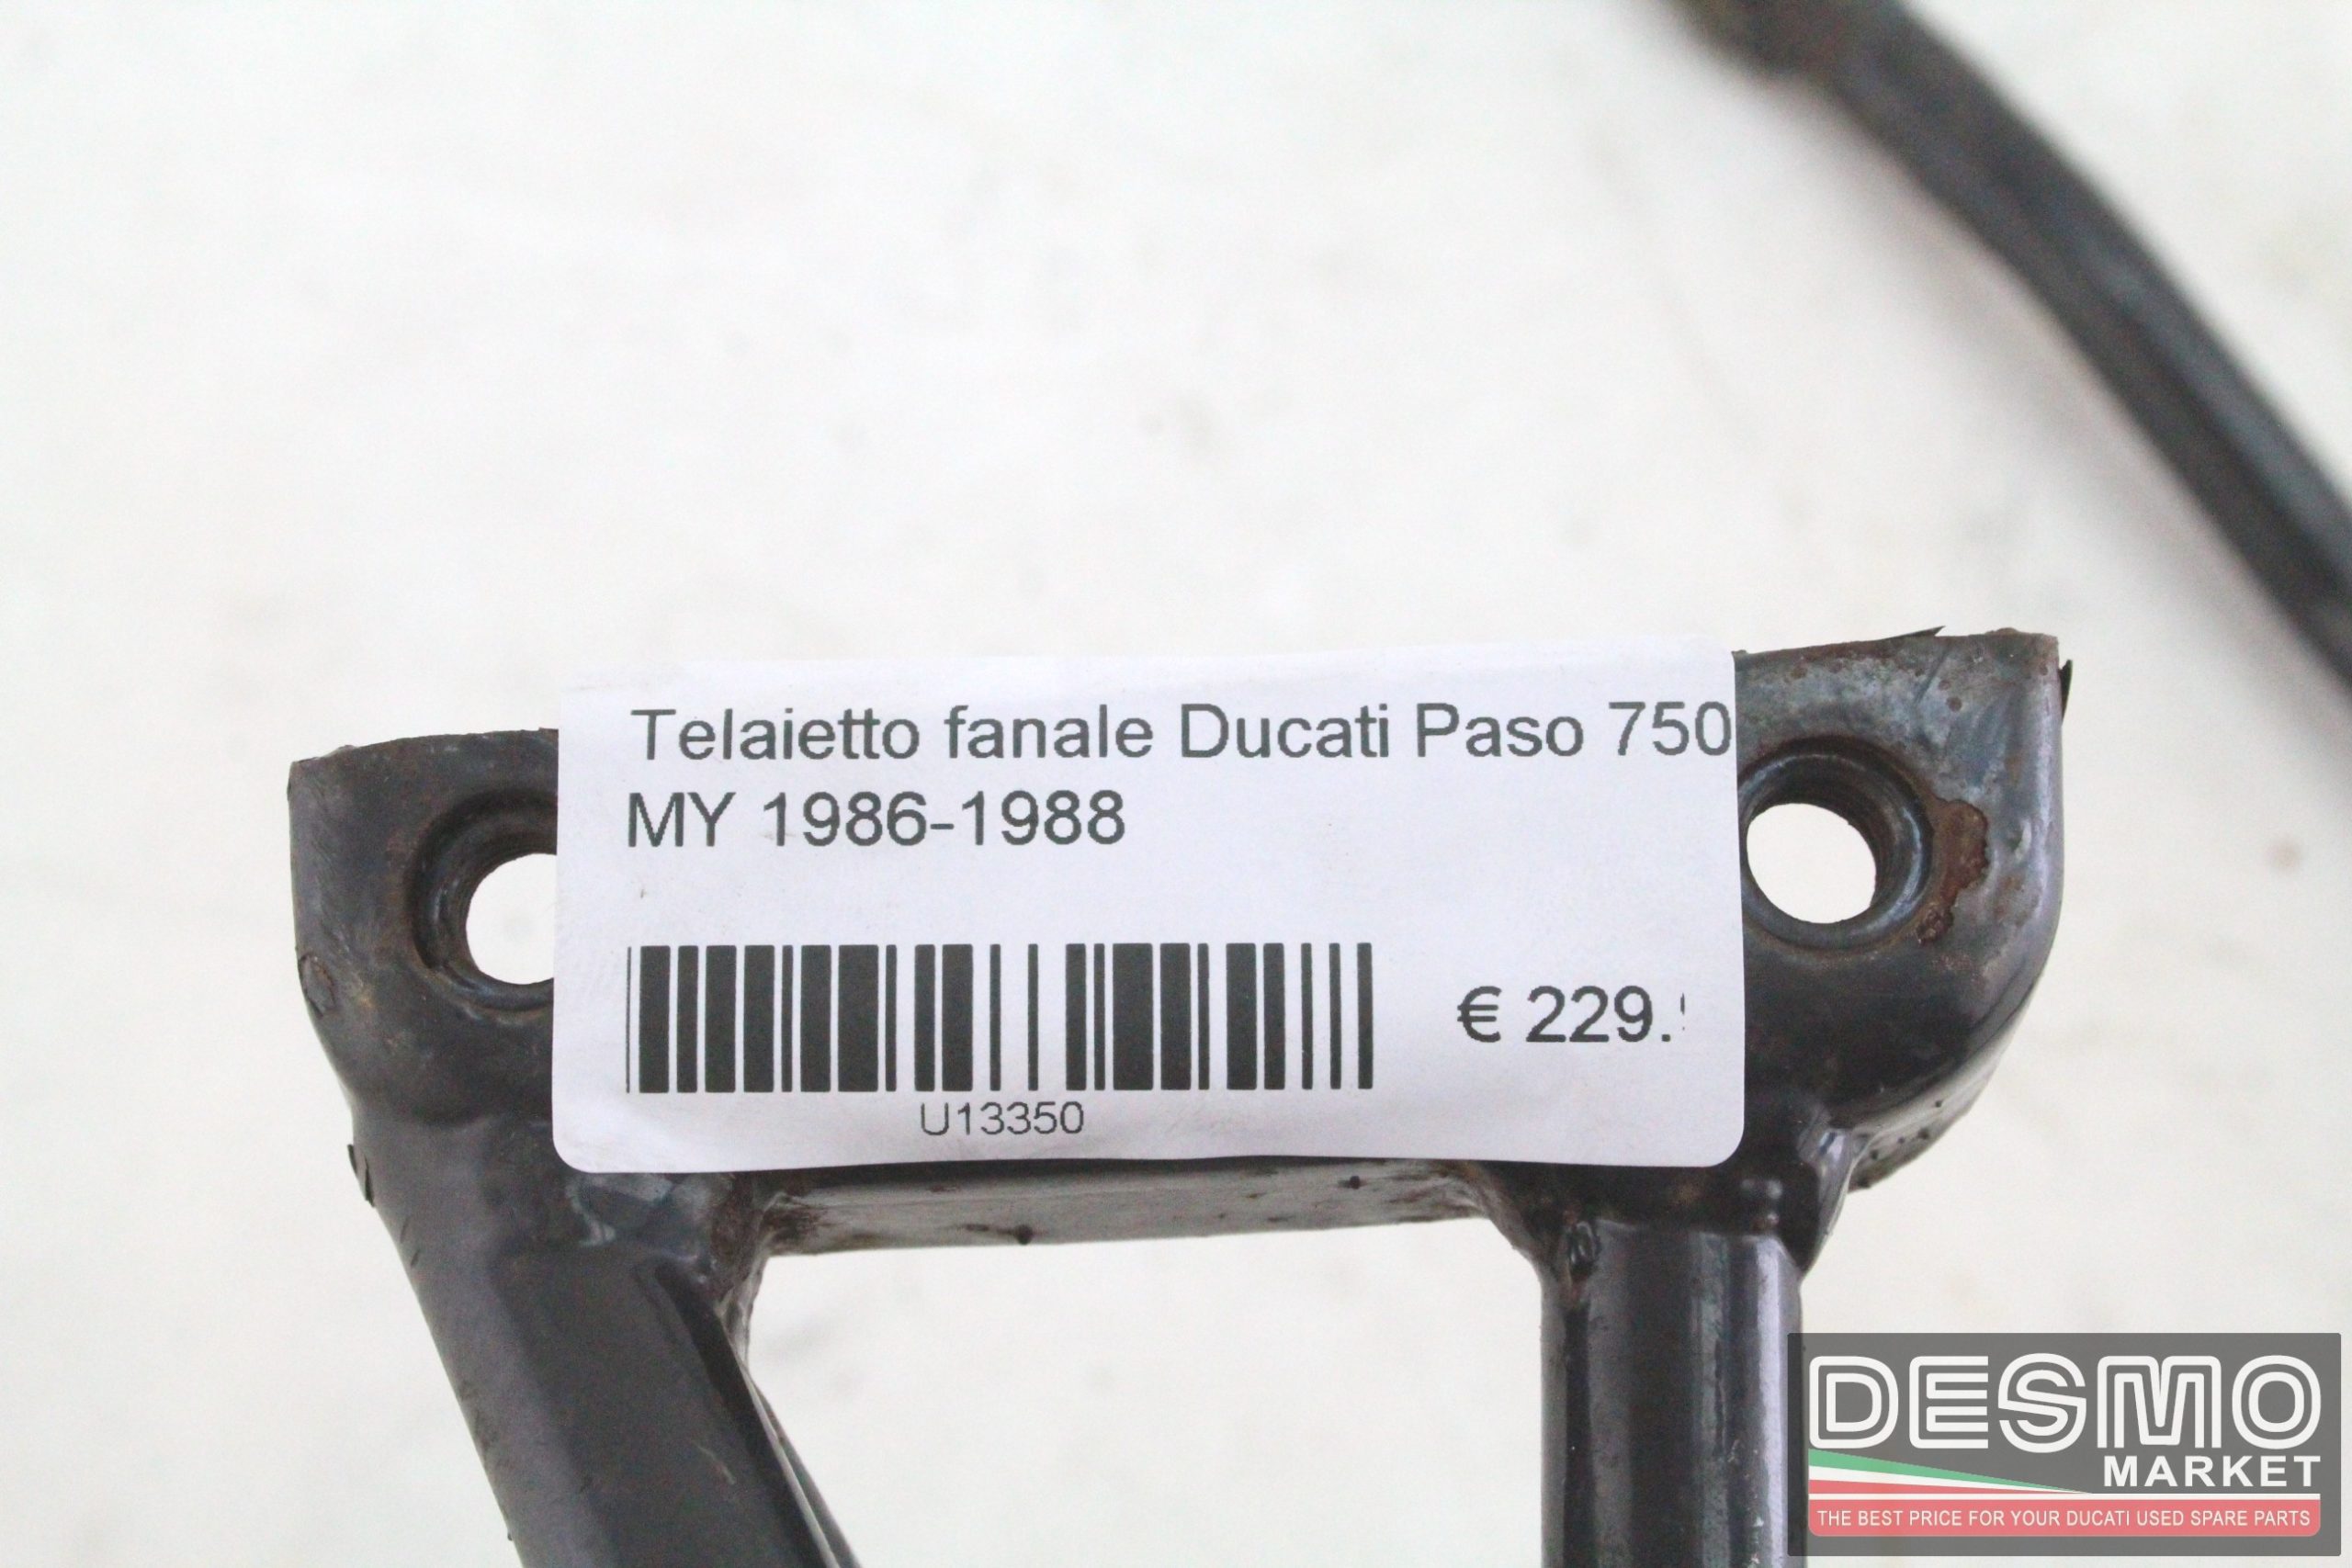 Telaietto fanale Ducati Paso 750
MY 1986-1988
€ 229.
U13350
DESMO
MARKET
THE BEST PRICE FOR YOUR DUCATI USED SPARE PARTS